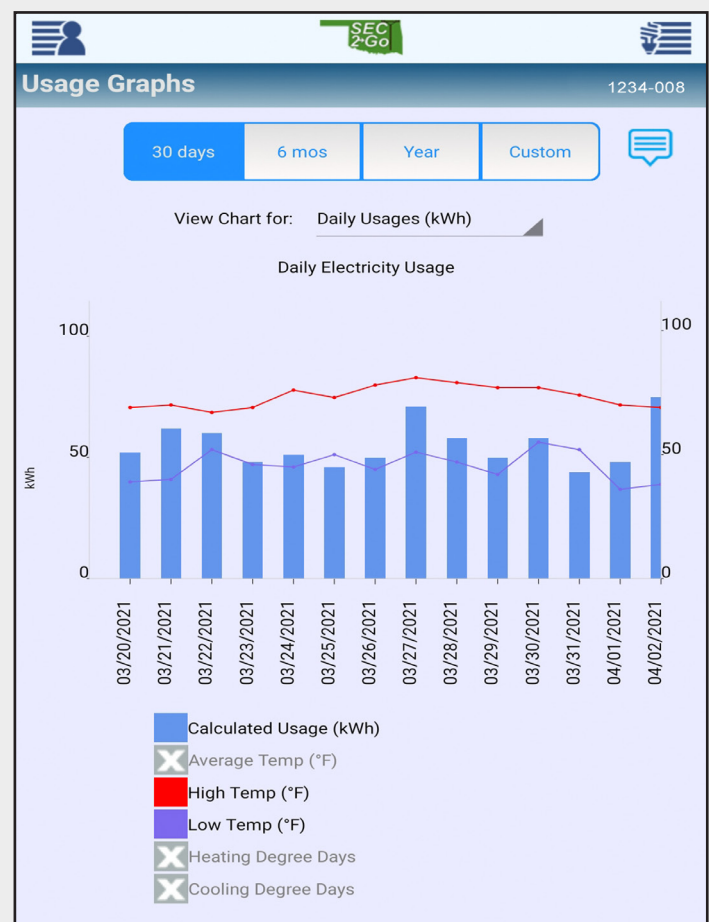 SEC
2·Go
Usage Graphs
1234-008
30 days 6 mos Year Custom
View Chart for: Daily Usages (kWh)
Daily Electricity Usage
100 100
50 50
kWh
0 0
03/20/2021 03/21/2021 03/22/2021 03/23/2021 03/24/2021 03/25/2021 03/26/2021 03/27/2021 03/28/2021 03/29/2021 03/30/2021 03/31/2021 04/01/2021 04/02/2021
Calculated Usage (kWh)
Average Temp (°F)
High Temp (°F)
Low Temp (°F)
Heating Degree Days
Cooling Degree Days